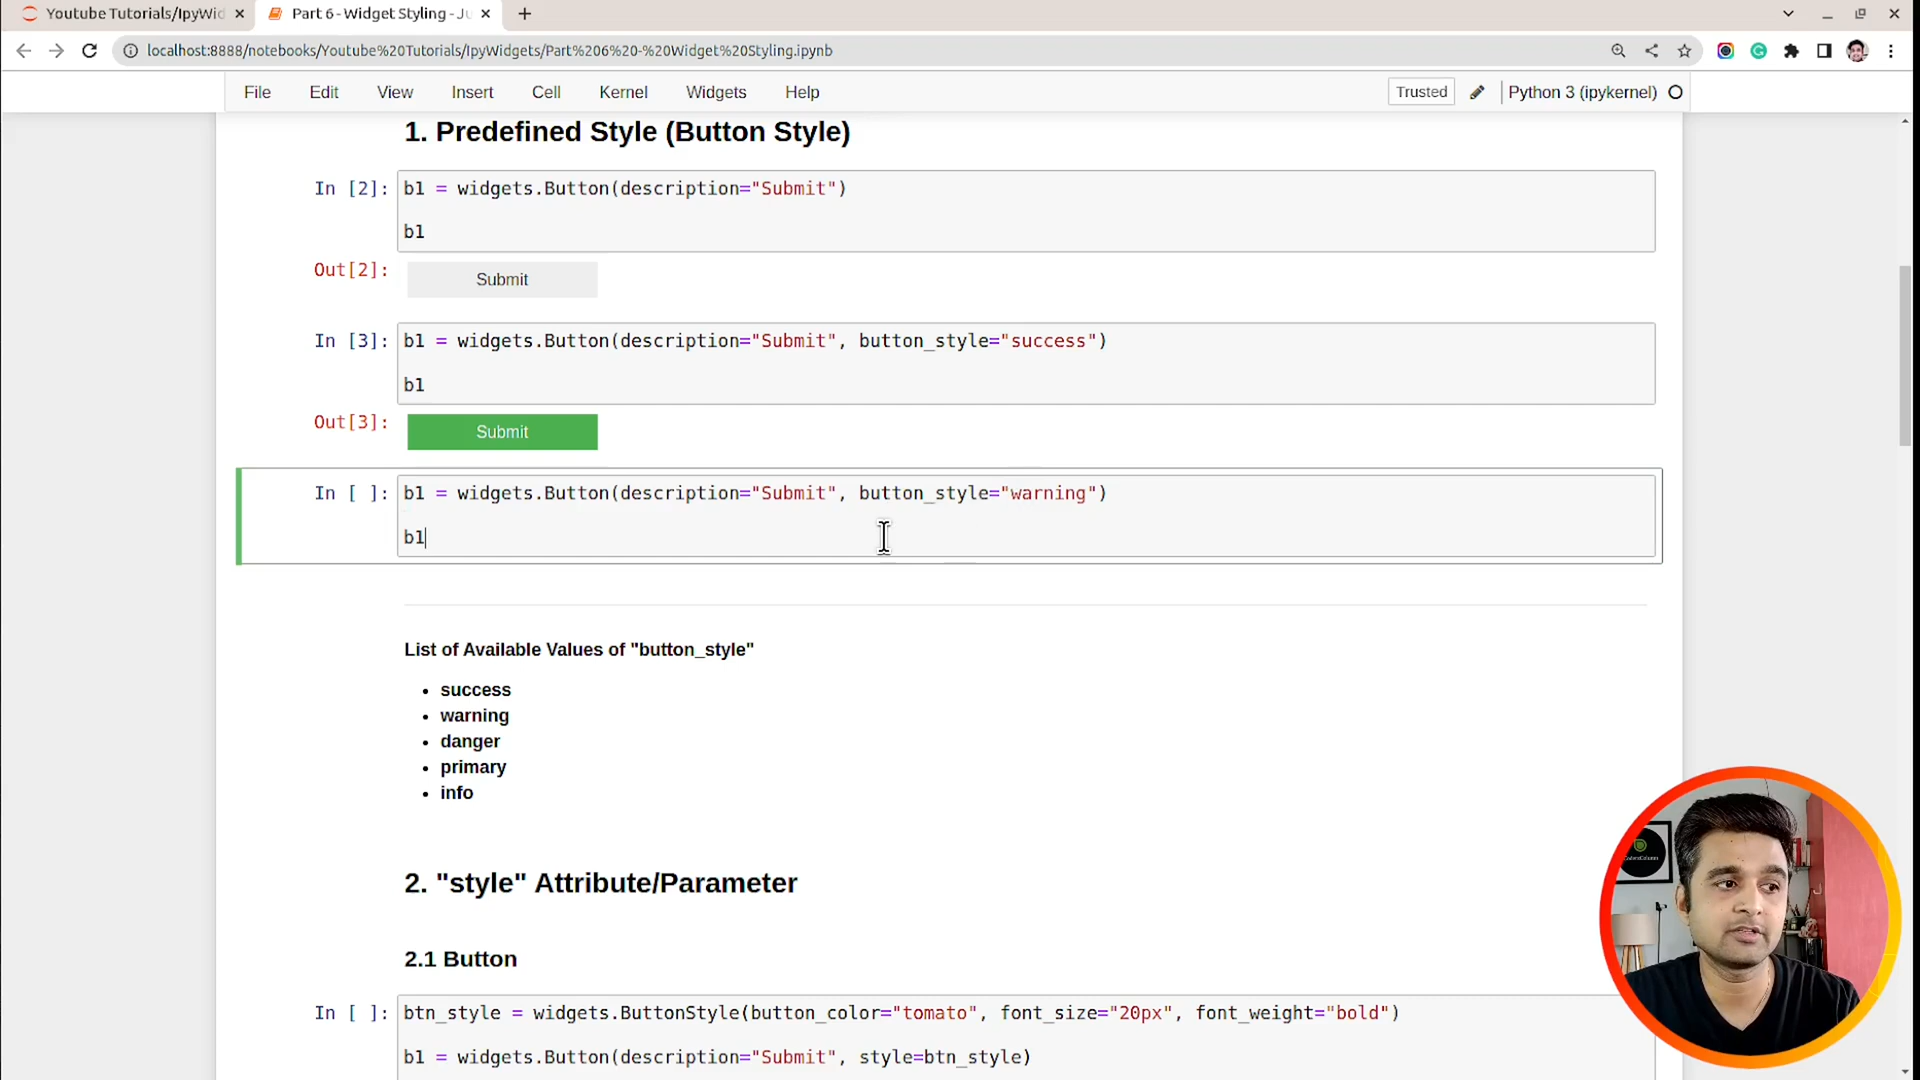 Youtube Tutorials/IpyWid
Part 6 - Widget Styling - Ju
localhost:8888/notebooks/Youtube%20Tutorials/IpyWidgets/Part%206%20-%20Widget%20Styling.ipynb
File Edit View Insert Cell Kernel Widgets Help Trusted Python 3 (ipykernel)
1. Predefined Style (Button Style)
In [2]: b1 = widgets.Button(description="Submit")
b1
Out[2]: Submit
In [3]: b1 = widgets.Button(description="Submit", button_style="success")
b1
Out[3]: Submit
In [ ]: b1 = widgets.Button(description="Submit", button_style="warning")
b1
List of Available Values of "button_style"
• success
• warning
• danger
• primary
• info
2. "style" Attribute/Parameter
2.1 Button
In [ ]: btn_style = widgets.ButtonStyle(button_color="tomato", font_size="20px", font_weight="bold")
b1 = widgets.Button(description="Submit", style=btn_style)